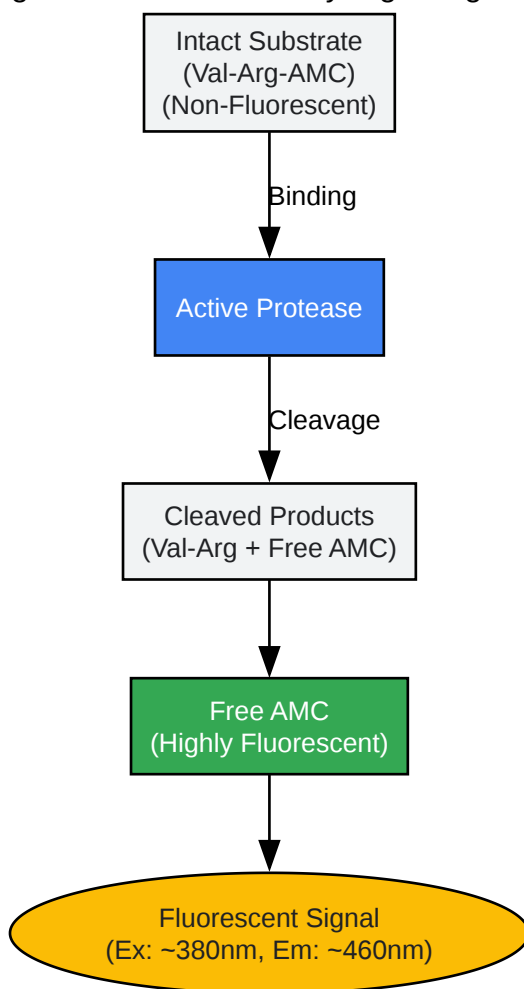 Intact Substrate
(Val-Arg-AMC)
(Non-Fluorescent)
Binding
Active Protease
Cleavage
Cleaved Products
(Val-Arg + Free AMC)
Free AMC
(Highly Fluorescent)
Fluorescent Signal
(Ex: ~380nm, Em: ~460nm)